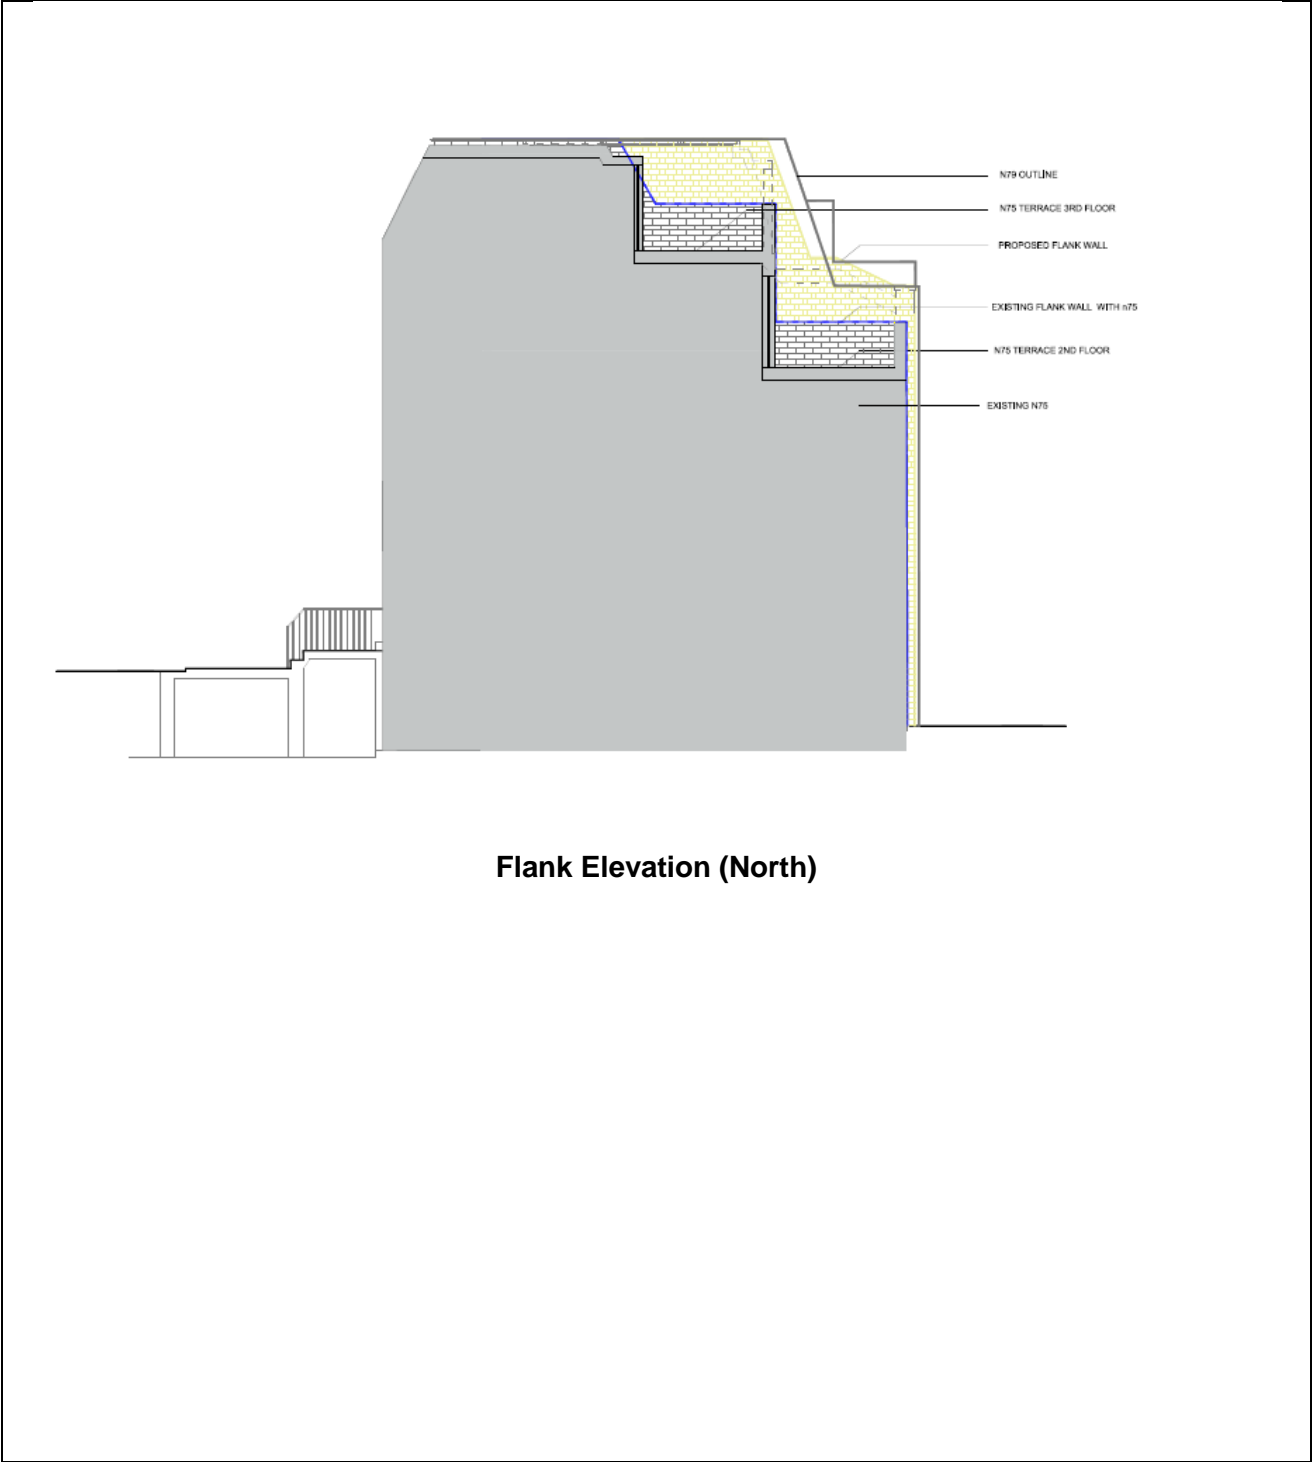 N79 OUTLINE
N75 TERRACE 3RD FLOOR
PROPOSED FLANK WALL
EXISTING FLANK WALL WITH n75
N75 TERRACE 2ND FLOOR
EXISTING N75
Flank Elevation (North)